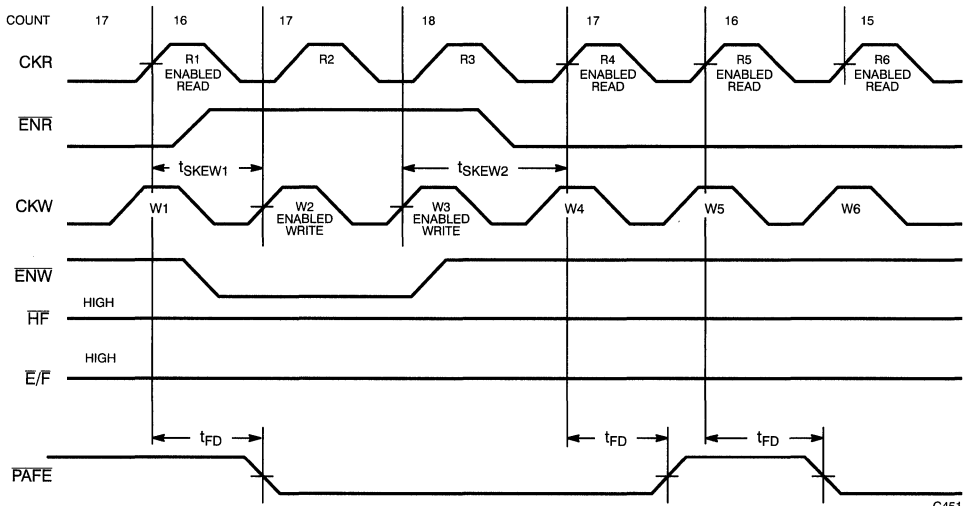 COUNT 17 16 17 18 17 16 15
CKR
R1 ENABLED READ
R2
R3
R4 ENABLED READ
R5 ENABLED READ
R6 ENABLED READ
ENR
tSKEW1
tSKEW2
CKW
W1
W2 ENABLED WRITE
W3 ENABLED WRITE
W4
W5
W6
ENW
HIGH
HF
HIGH
E/F
tFD
tFD
tFD
PAFE
C451